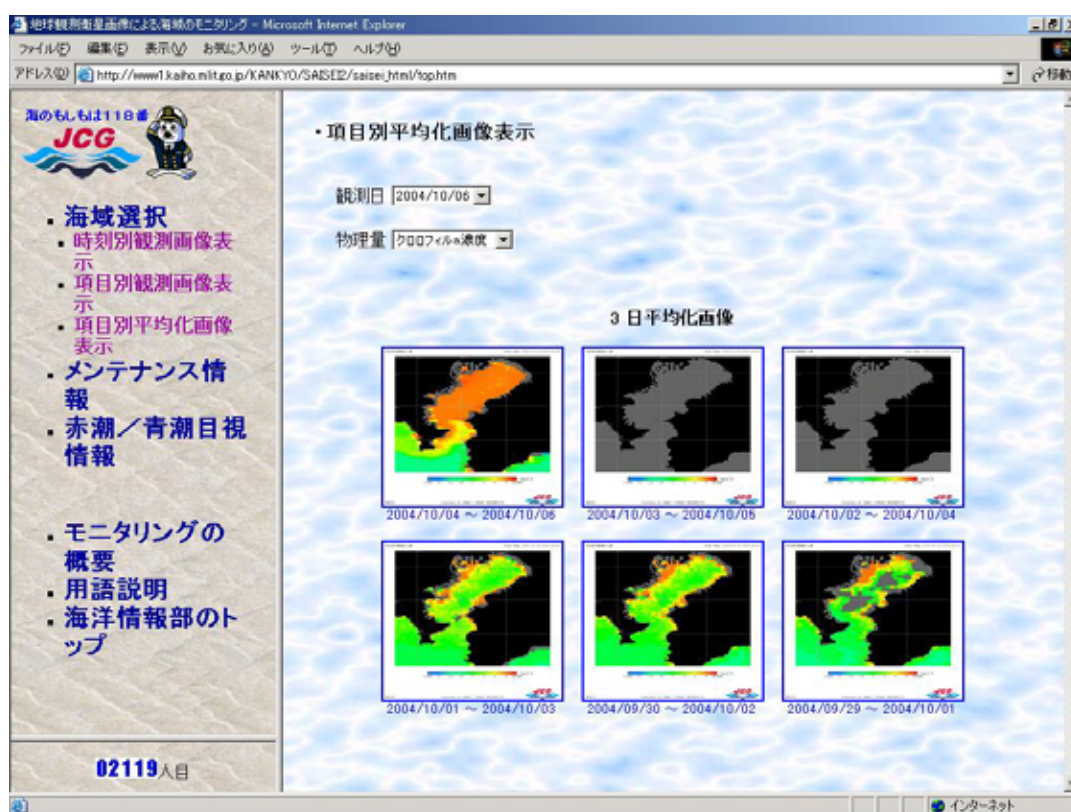 地球観測衛星画像による海域のモニタリング - Microsoft Internet Explorer
ファイル(F) 編集(E) 表示(V) お気に入り(A) ツール(T) ヘルプ(H)
アドレス(D) http://www1.kaiho.mlit.go.jp/KANKYO/SAISEI2/saisei_html/top.htm 移動
海のもしもは118番
JCG
・海域選択
・時刻別観測画像表
示
・項目別観測画像表
示
・項目別平均化画像
表示
・メンテナンス情
報
・赤潮／青潮目視
情報
・モニタリングの
概要
・用語説明
・海洋情報部のト
ップ
02119人目
・項目別平均化画像表示
観測日 2004/10/06
物理量 クロロフィルa濃度
3 日平均化画像
2004/10/04 ～ 2004/10/06
2004/10/03 ～ 2004/10/05
2004/10/02 ～ 2004/10/04
2004/10/01 ～ 2004/10/03
2004/09/30 ～ 2004/10/02
2004/09/29 ～ 2004/10/01
インターネット